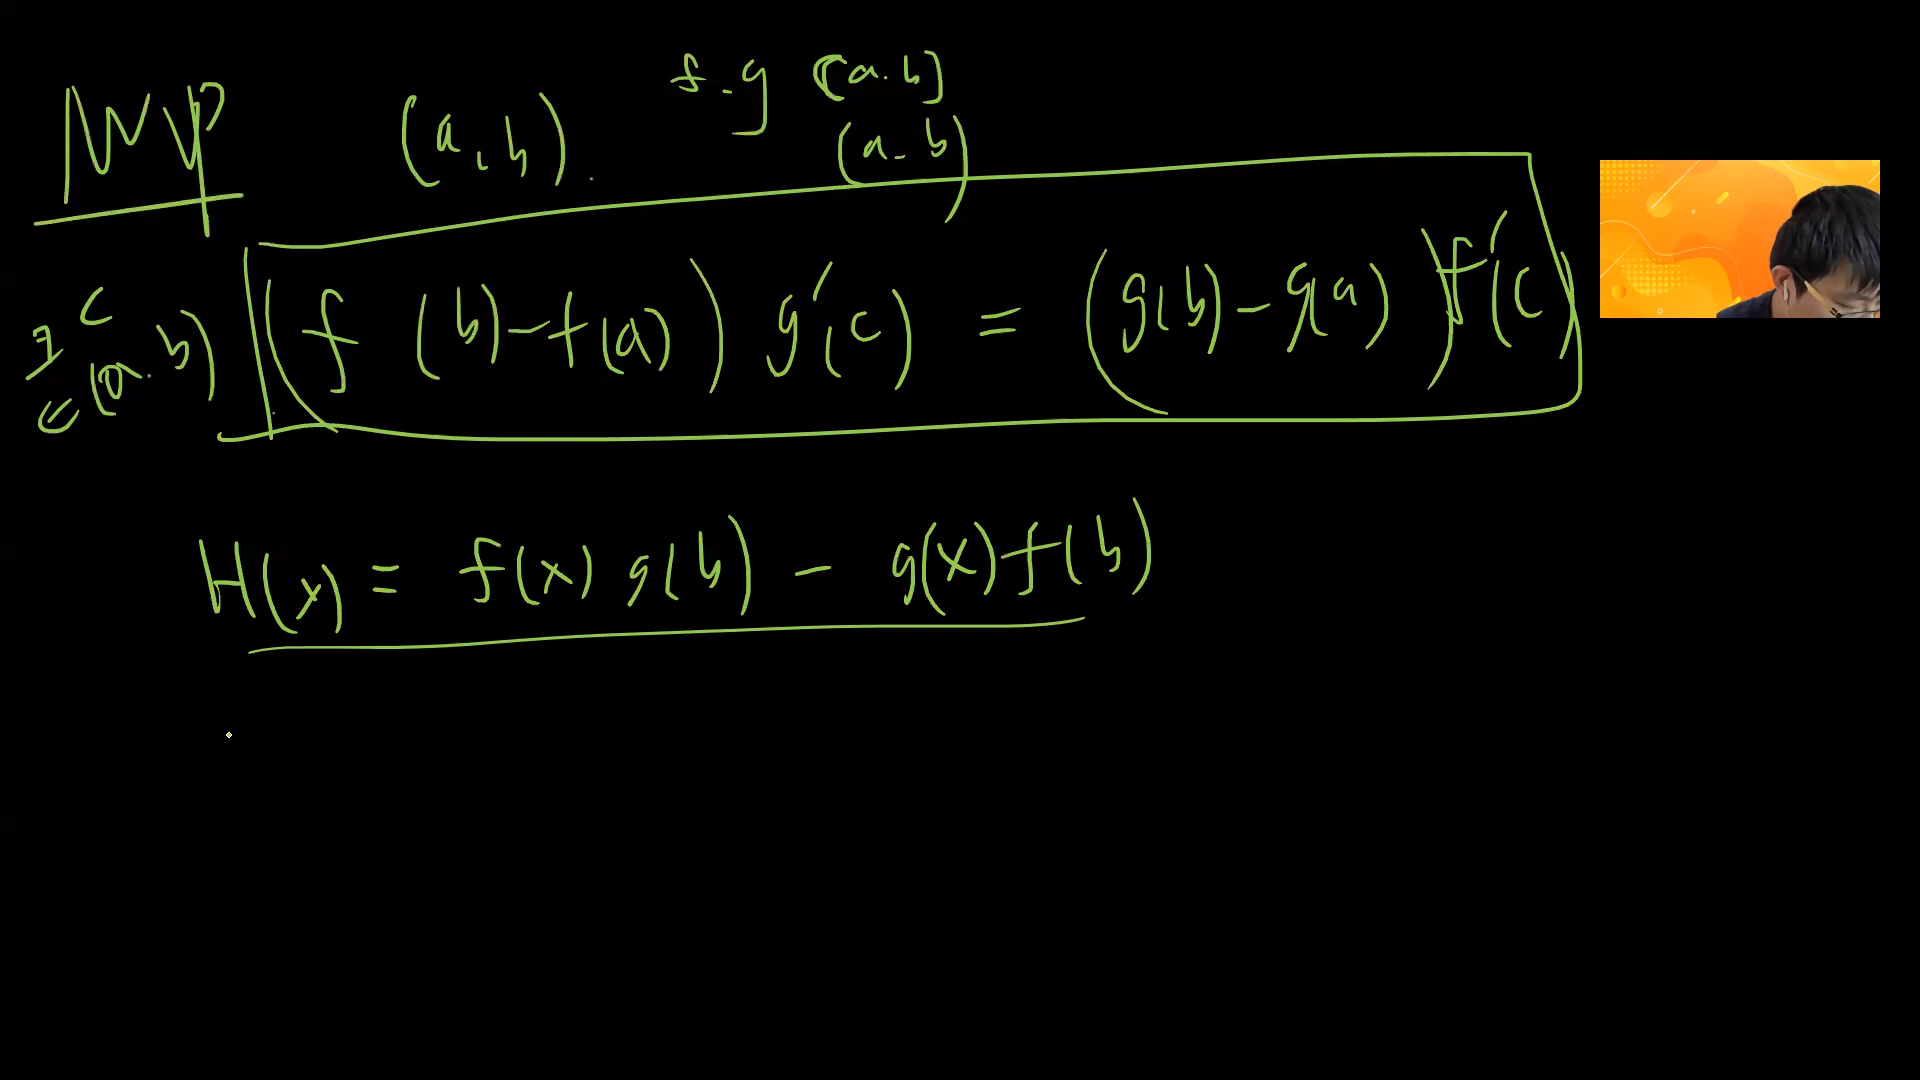 MVP (a, b). f.g [a.b]
(a.b)
∃ c ∈ (a.b) (f(b)-f(a)) g'(c) = (g(b)-g(a)) f'(c)
H(x) = f(x) g(b) - g(x) f(b)